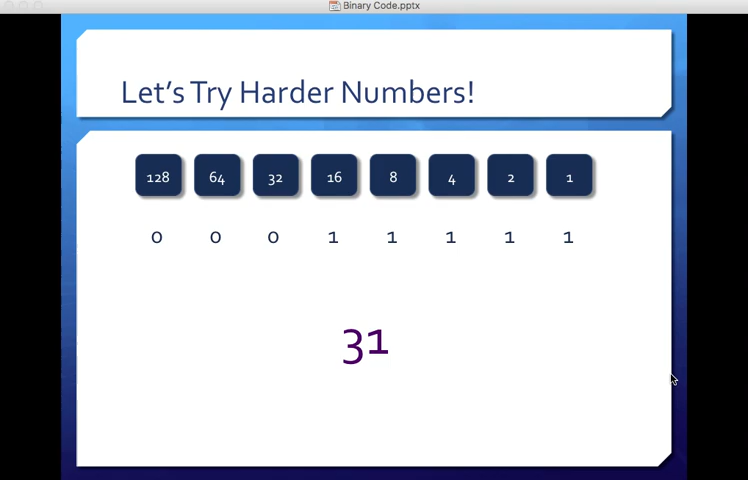 Binary Code.pptx
Let's Try Harder Numbers!
128 64 32 16 8 4 2 1
0 0 0 1 1 1 1 1
31